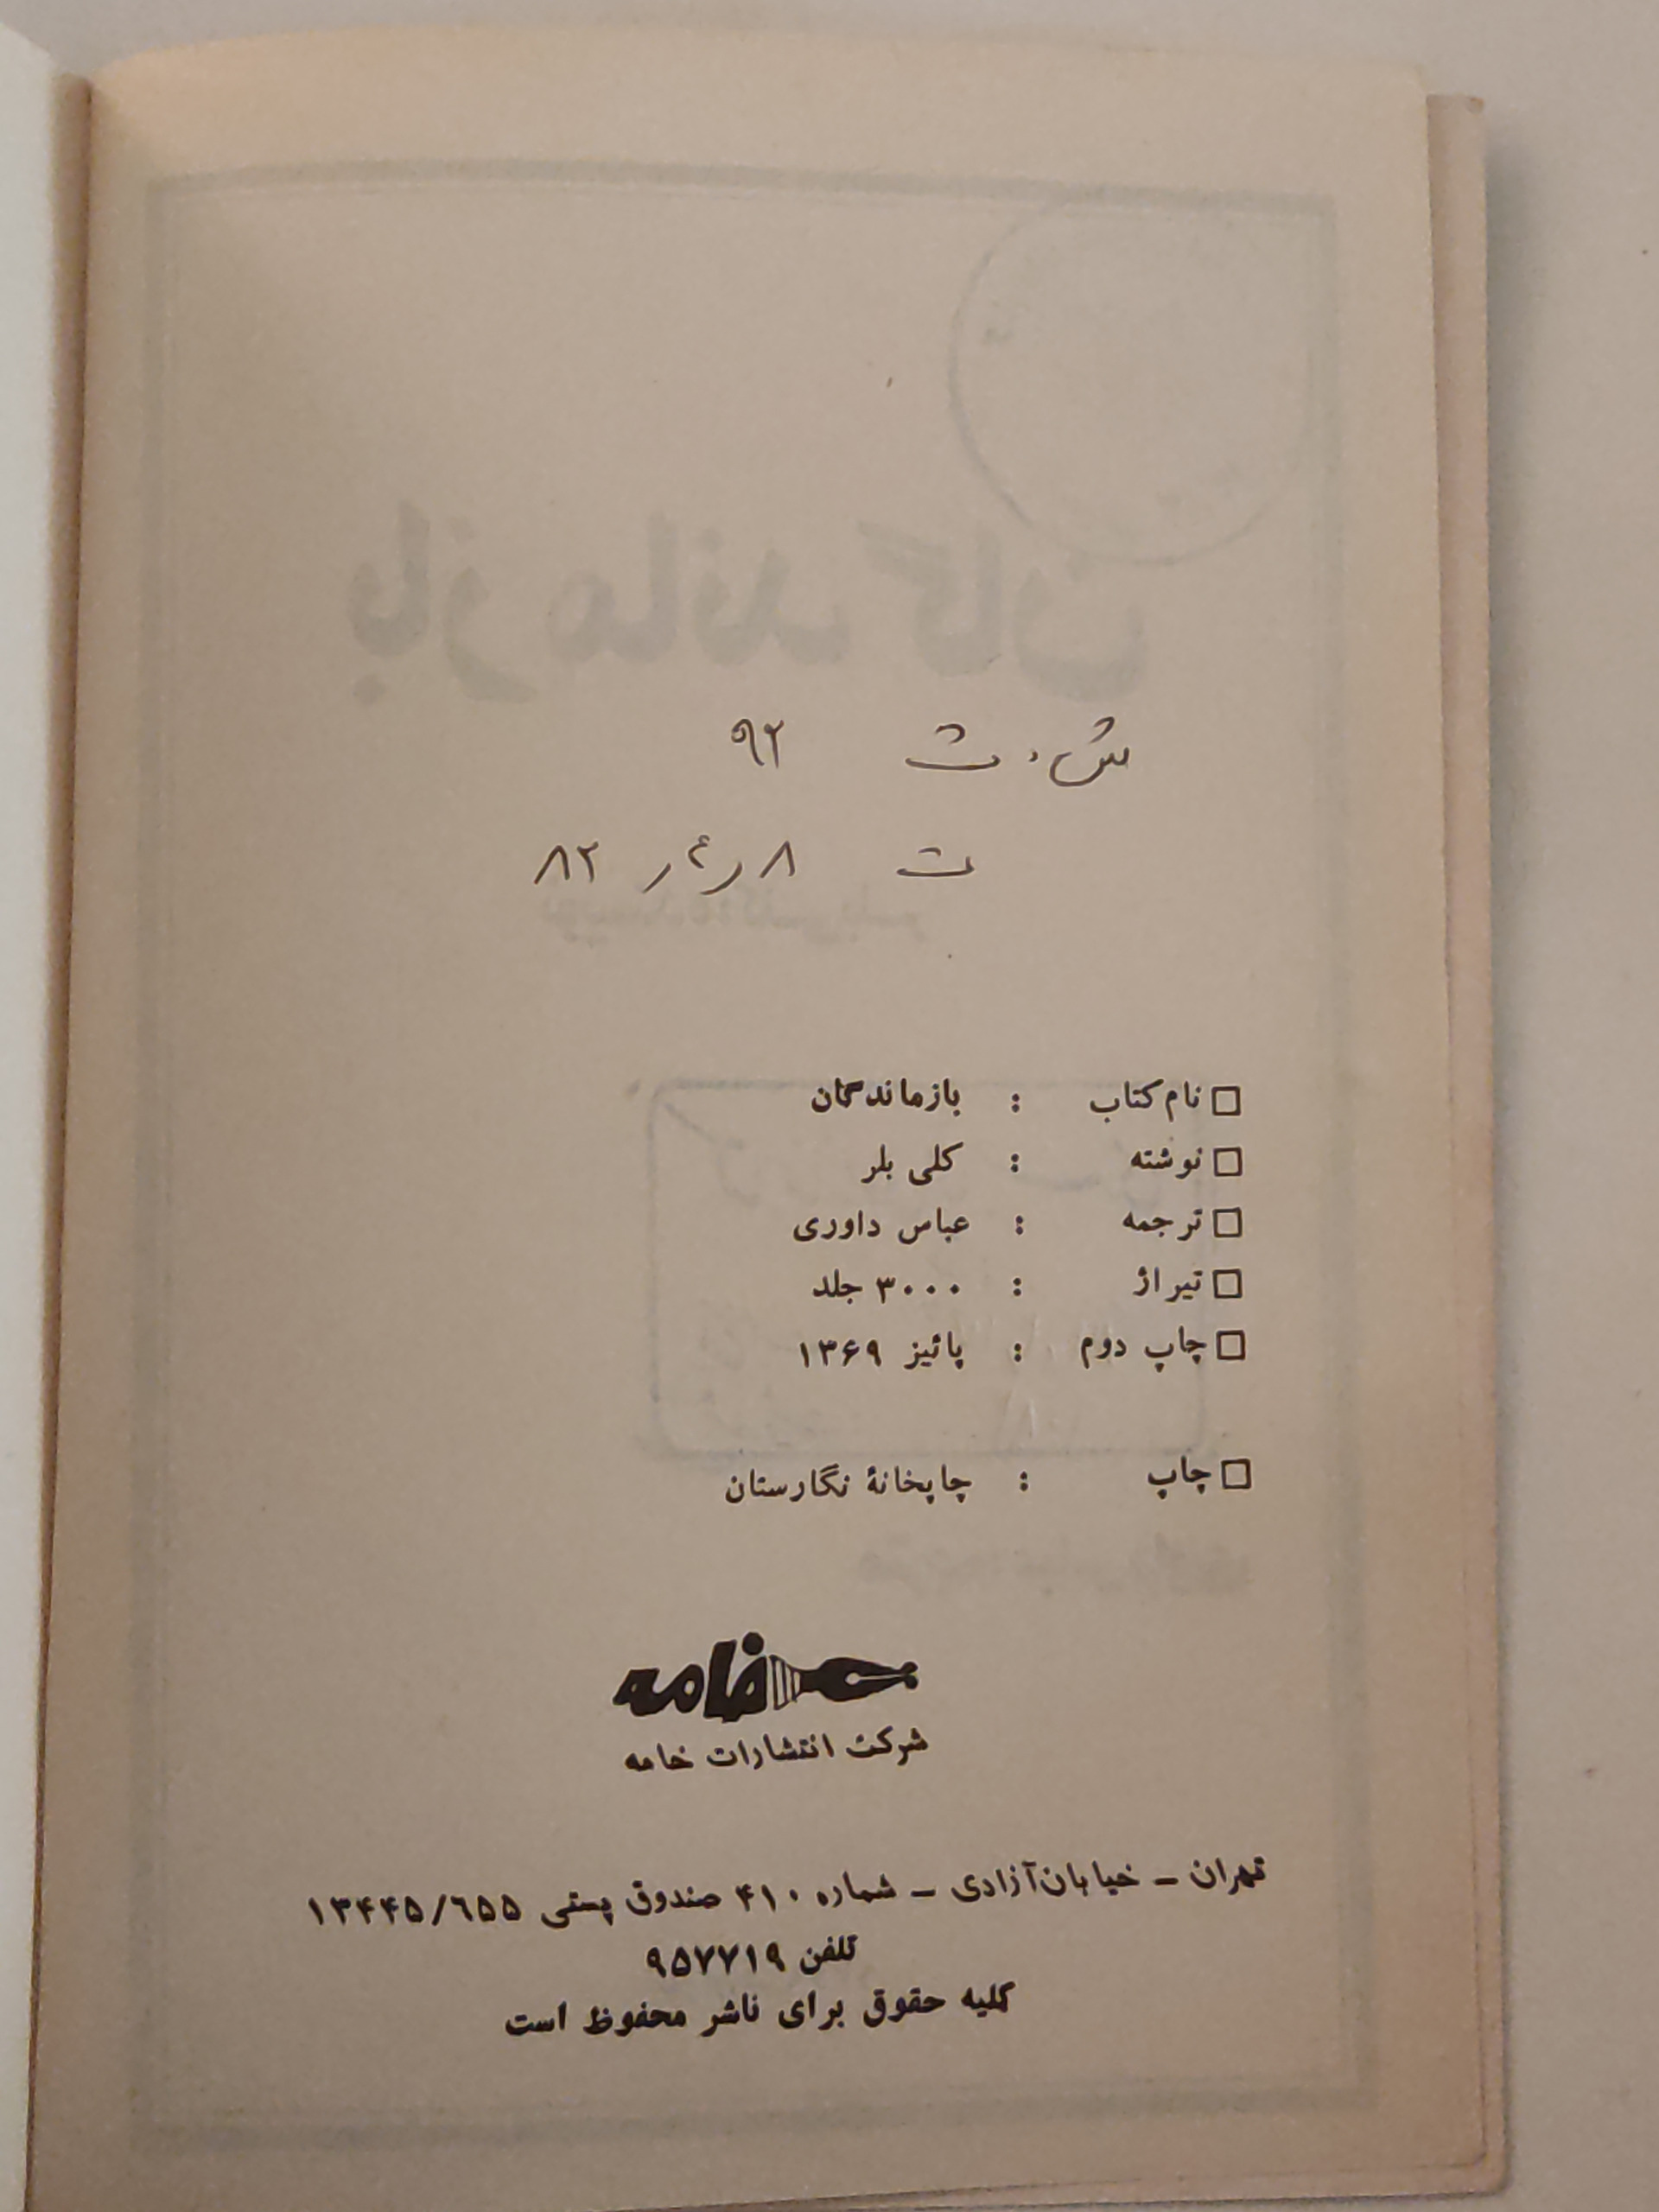 ش.ت ۹۲
ت ۸ر۴ر ۸۲
□ نام کتاب : بازماندگان
□ نوشته : کلی بلر
□ ترجمه : عباس داوری
□ تیراژ : ۳۰۰۰ جلد
□ چاپ دوم : پائیز ۱۳۶۹
□ چاپ : چاپخانهٔ نگارستان
خامه
شرکت انتشارات خامه
تهران - خیابان آزادی - شماره ۴۱۰ صندوق پستی ۱۳۴۴۵/۶۵۵
تلفن ۹۵۷۷۱۹
کلیه حقوق برای ناشر محفوظ است